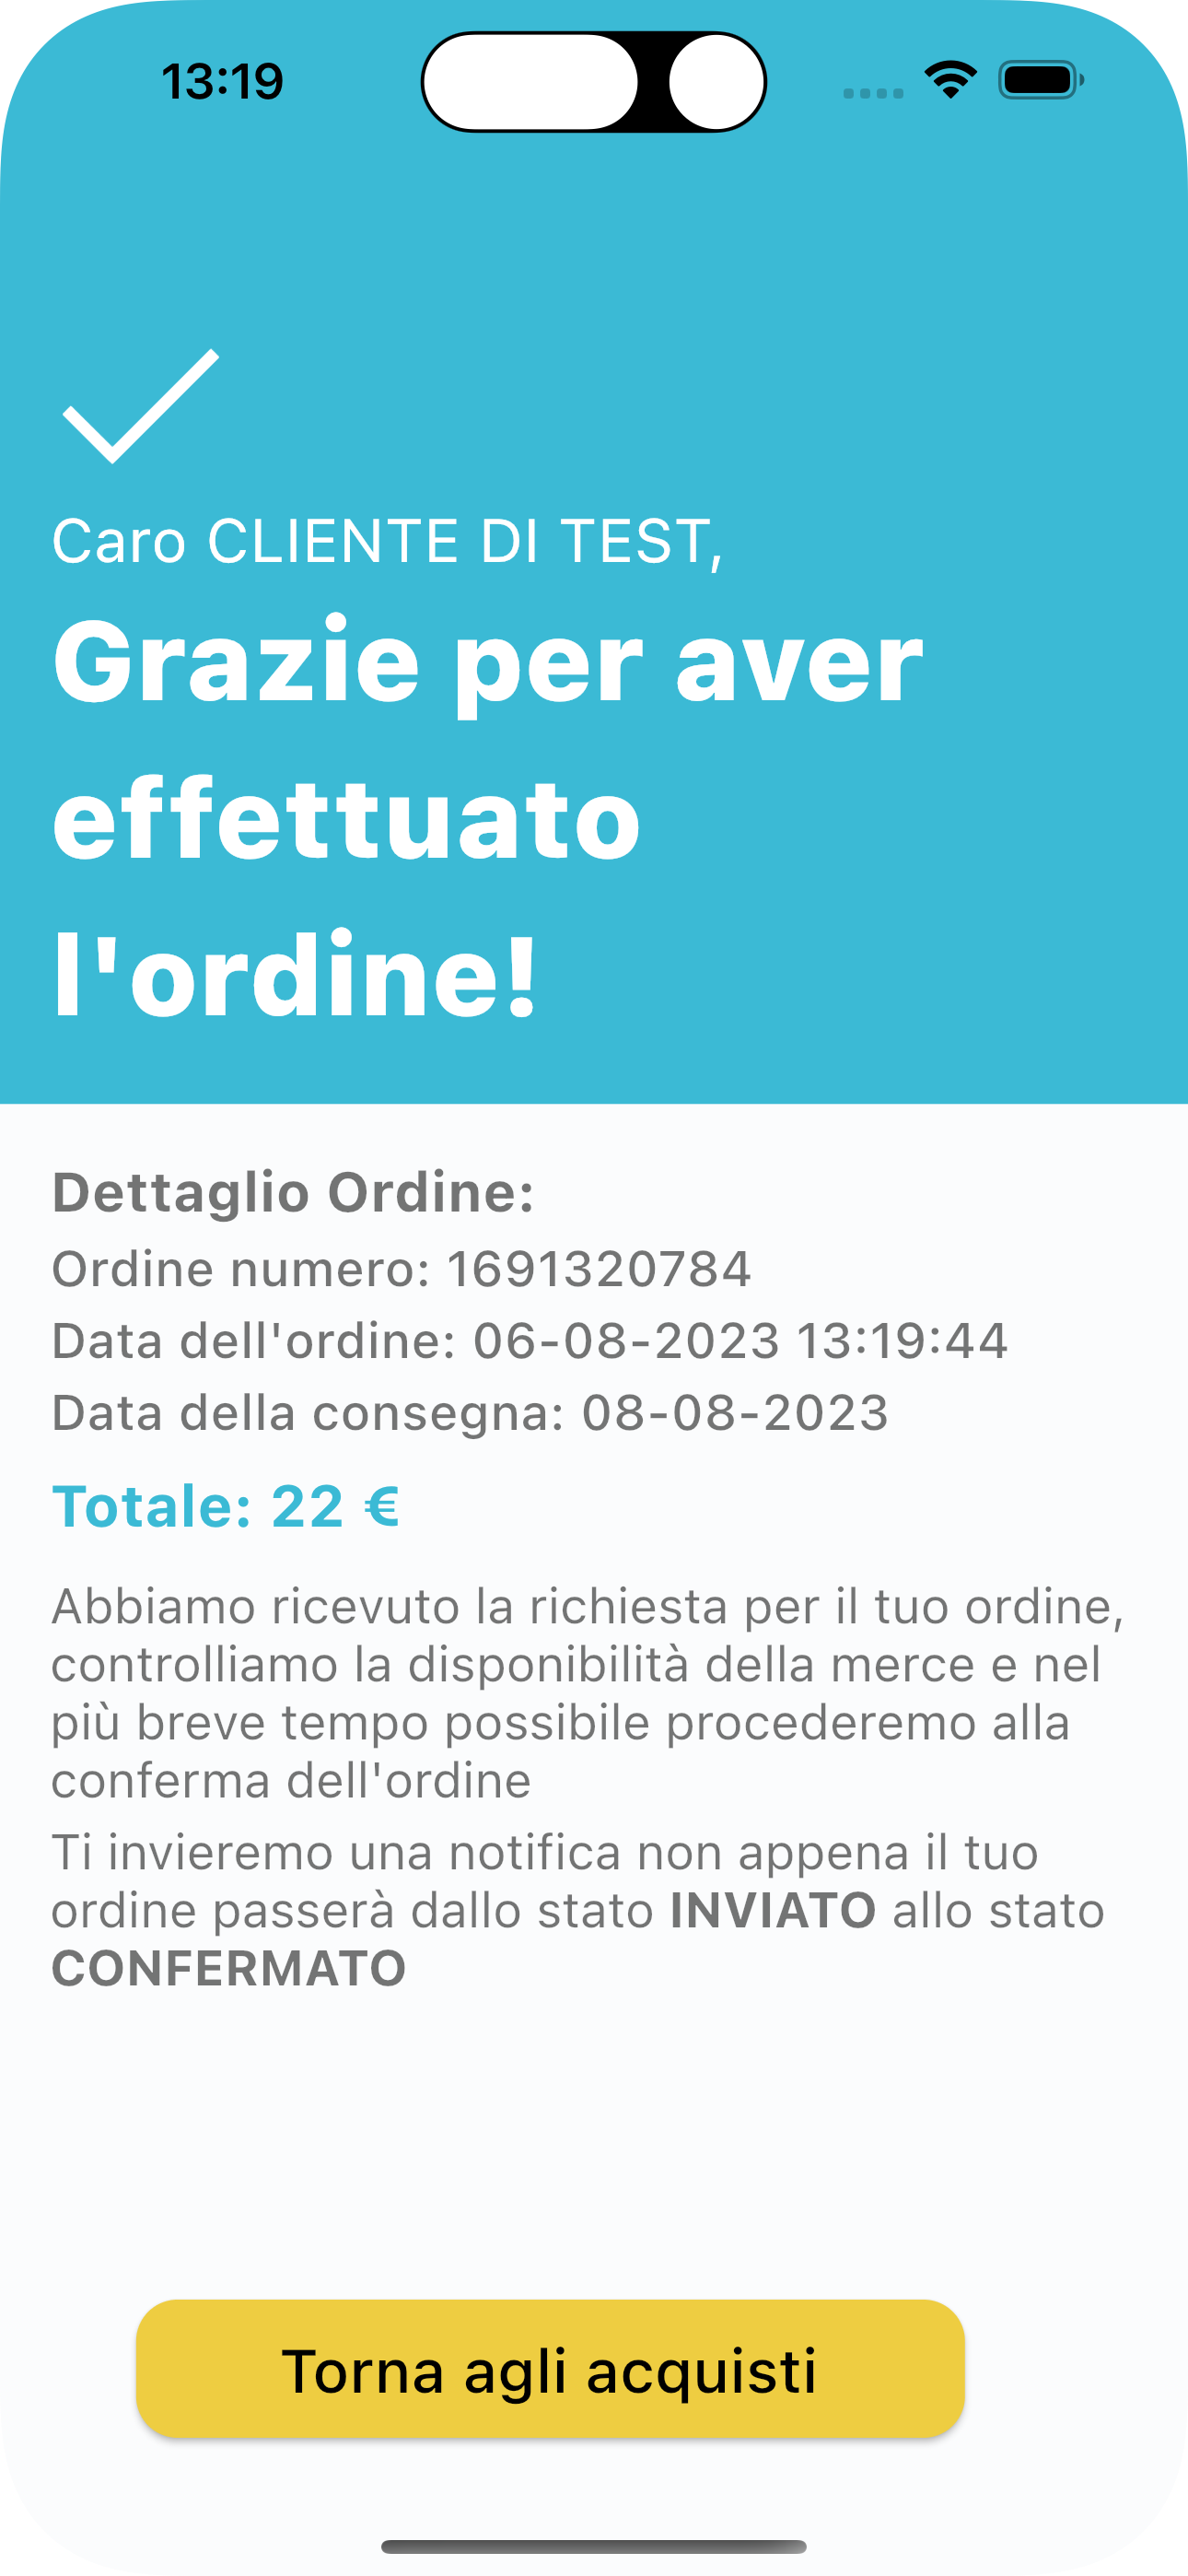 13:19
Caro CLIENTE DI TEST,
Grazie per aver
effettuato
l'ordine!
Dettaglio Ordine:
Ordine numero: 1691320784
Data dell'ordine: 06-08-2023 13:19:44
Data della consegna: 08-08-2023
Totale: 22 €
Abbiamo ricevuto la richiesta per il tuo ordine,
controlliamo la disponibilità della merce e nel
più breve tempo possibile procederemo alla
conferma dell'ordine
Ti invieremo una notifica non appena il tuo
ordine passerà dallo stato INVIATO allo stato
CONFERMATO
Torna agli acquisti